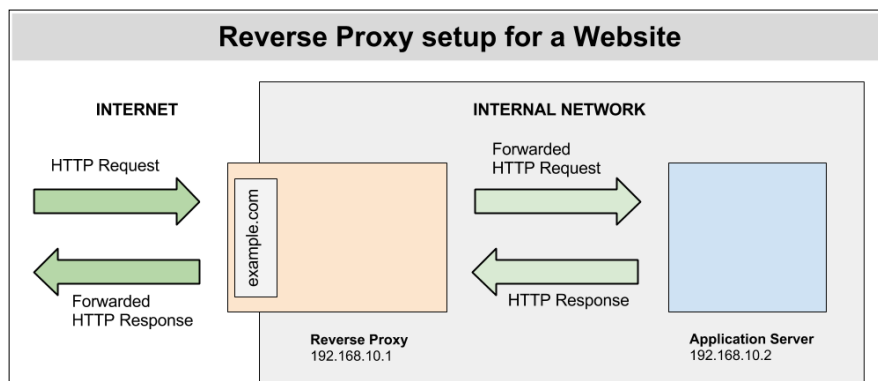 Reverse Proxy setup for a Website
INTERNET
INTERNAL NETWORK
HTTP Request
Forwarded
HTTP Request
example.com
Forwarded
HTTP Response
HTTP Response
Reverse Proxy
192.168.10.1
Application Server
192.168.10.2